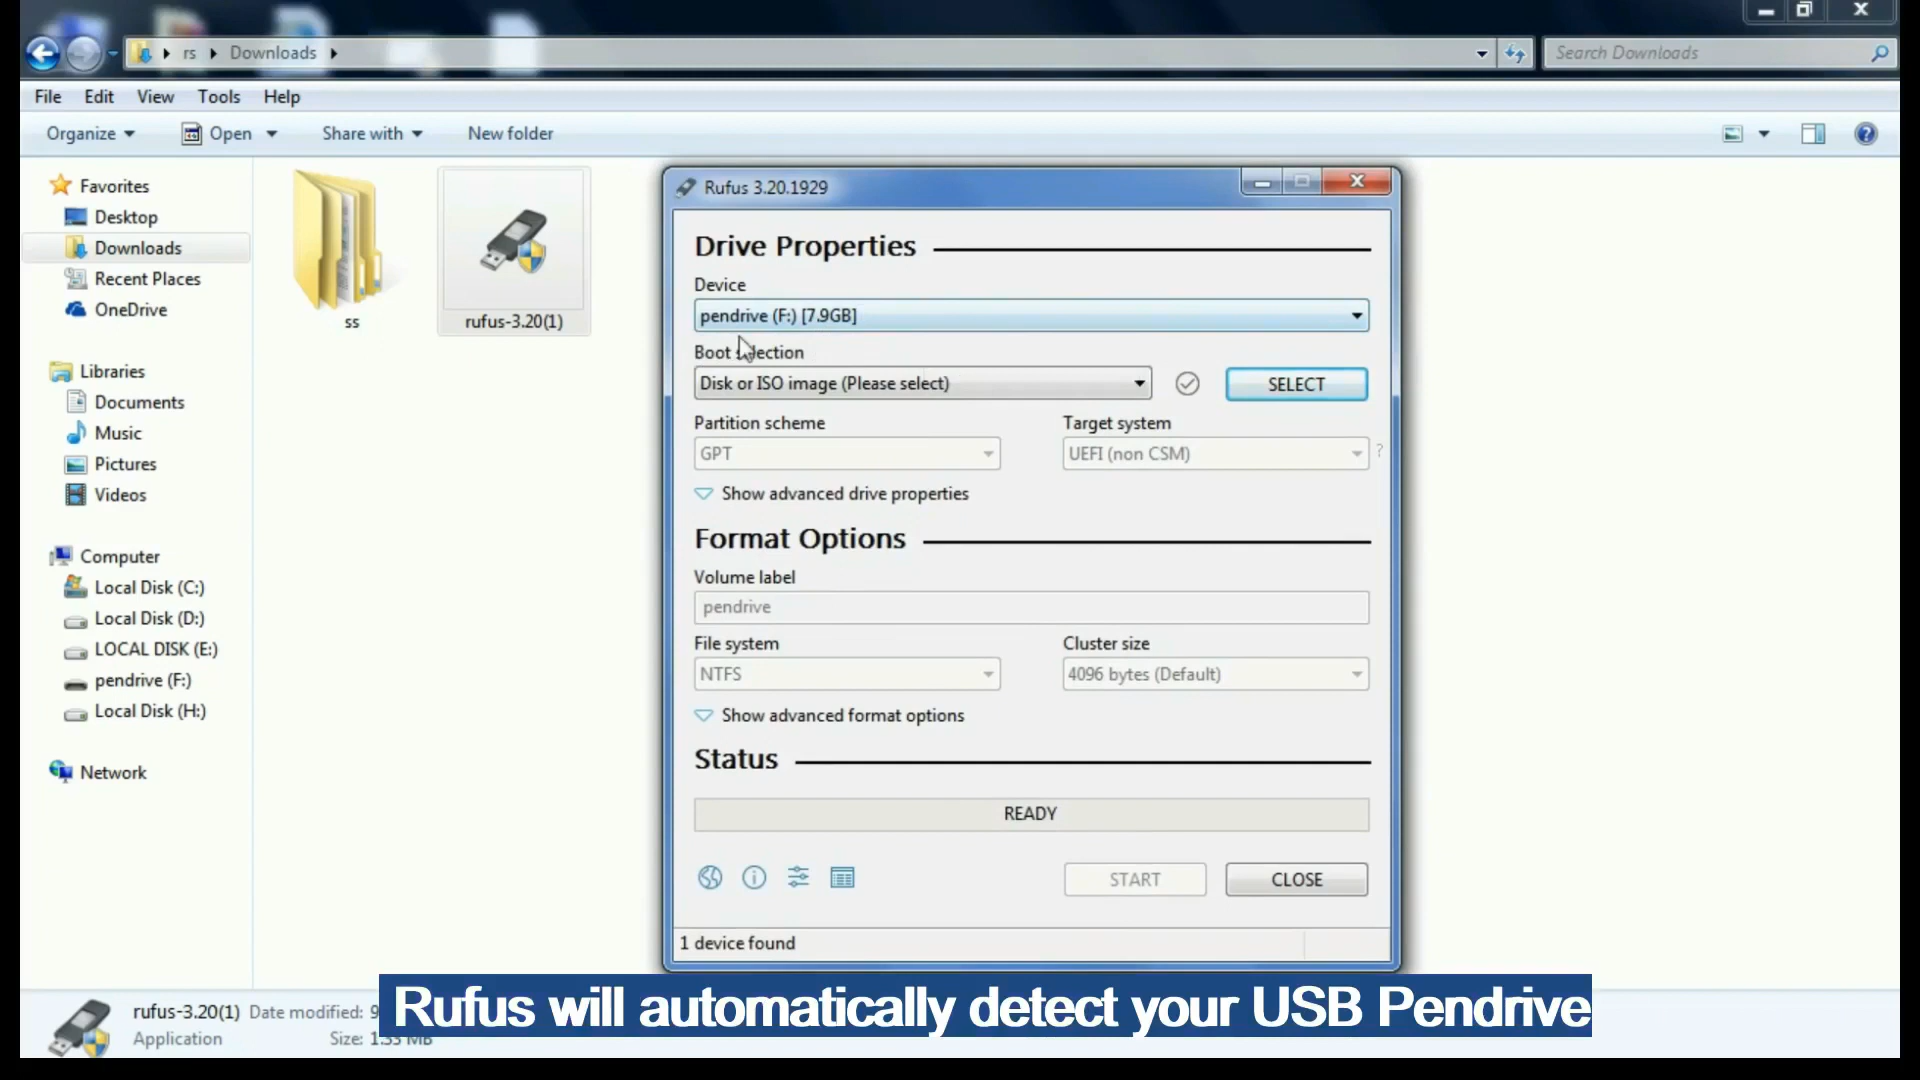 rs Downloads
Search Downloads
File Edit View Tools Help
Organize Open Share with New folder
Favorites
Desktop
Downloads
Recent Places
OneDrive
Libraries
Documents
Music
Pictures
Videos
Computer
Local Disk (C:)
Local Disk (D:)
LOCAL DISK (E:)
pendrive (F:)
Local Disk (H:)
Network
ss
rufus-3.20(1)
Rufus 3.20.1929
Drive Properties
Device
pendrive (F:) [7.9GB]
Boot selection
Disk or ISO image (Please select)
SELECT
Partition scheme
Target system
GPT
UEFI (non CSM)
?
Show advanced drive properties
Format Options
Volume label
pendrive
File system
Cluster size
NTFS
4096 bytes (Default)
Show advanced format options
Status
READY
START
CLOSE
1 device found
rufus-3.20(1) Date modified: 9
Application Size: 1.33 MB
Rufus will automatically detect your USB Pendrive